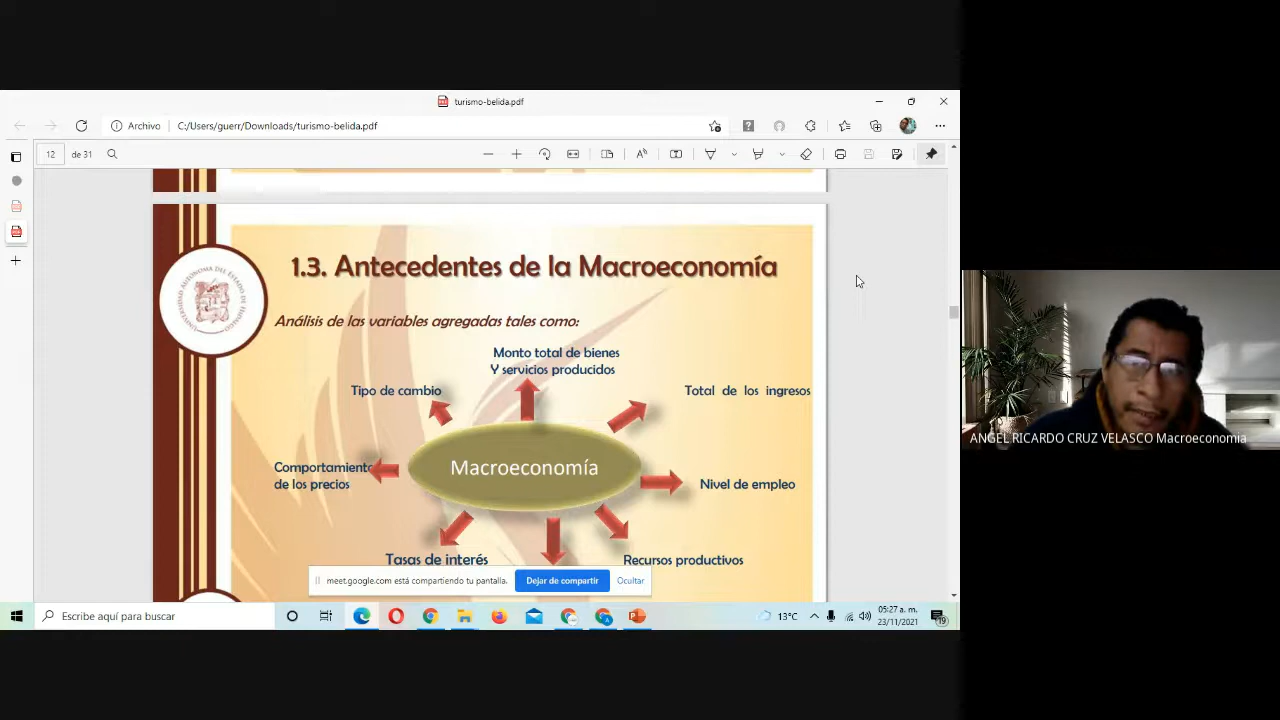 turismo-belida.pdf
Archivo
C:/Users/guerr/Downloads/turismo-belida.pdf
12
de 31
1.3. Antecedentes de la Macroeconomía
Análisis de las variables agregadas tales como:
Monto total de bienes
Y servicios producidos
Tipo de cambio
Total de los ingresos
Comportamiento
de los precios
Macroeconomía
Nivel de empleo
Tasas de interés
Recursos productivos
meet.google.com está compartiendo tu pantalla.
Dejar de compartir
Ocultar
ANGEL RICARDO CRUZ VELASCO Macroeconomia
Escribe aquí para buscar
13°C
05:27 a. m.
23/11/2021
19